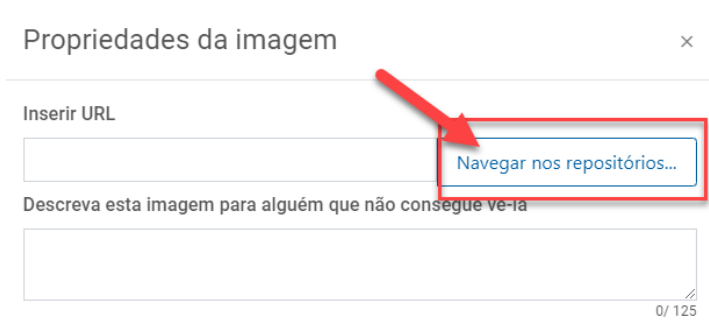 Propriedades da imagem ×
Inserir URL
Navegar nos repositórios...
Descreva esta imagem para alguém que não consegue vê-la
0/ 125